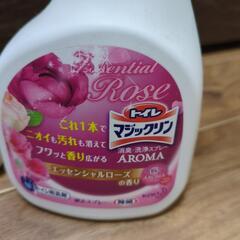 Essential
Rose
これ1本で
ニオイも汚れも消えて
フワッと香り広がる
トイレ
マジックリン
消臭・洗浄スプレー
AROMA
エッセンシャルローズ
の香り